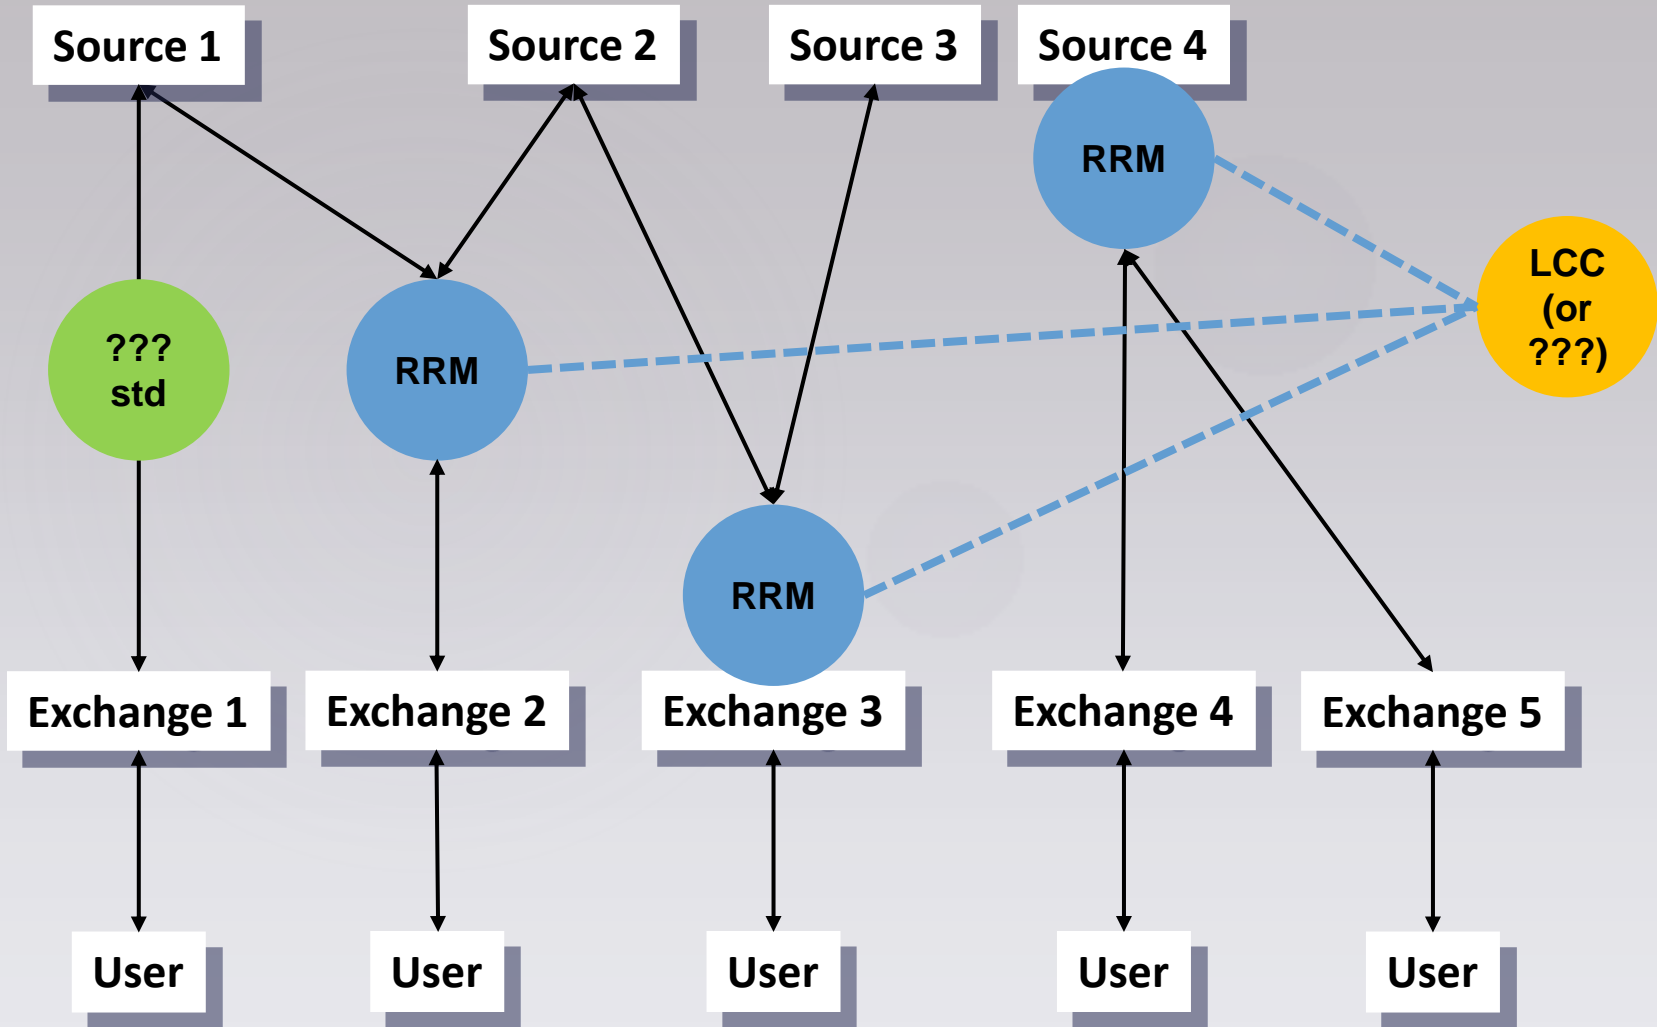 Source 1
Source 2
Source 3
Source 4
RRM
LCC
(or
???)
???
std
RRM
RRM
Exchange 1
Exchange 2
Exchange 3
Exchange 4
Exchange 5
User
User
User
User
User